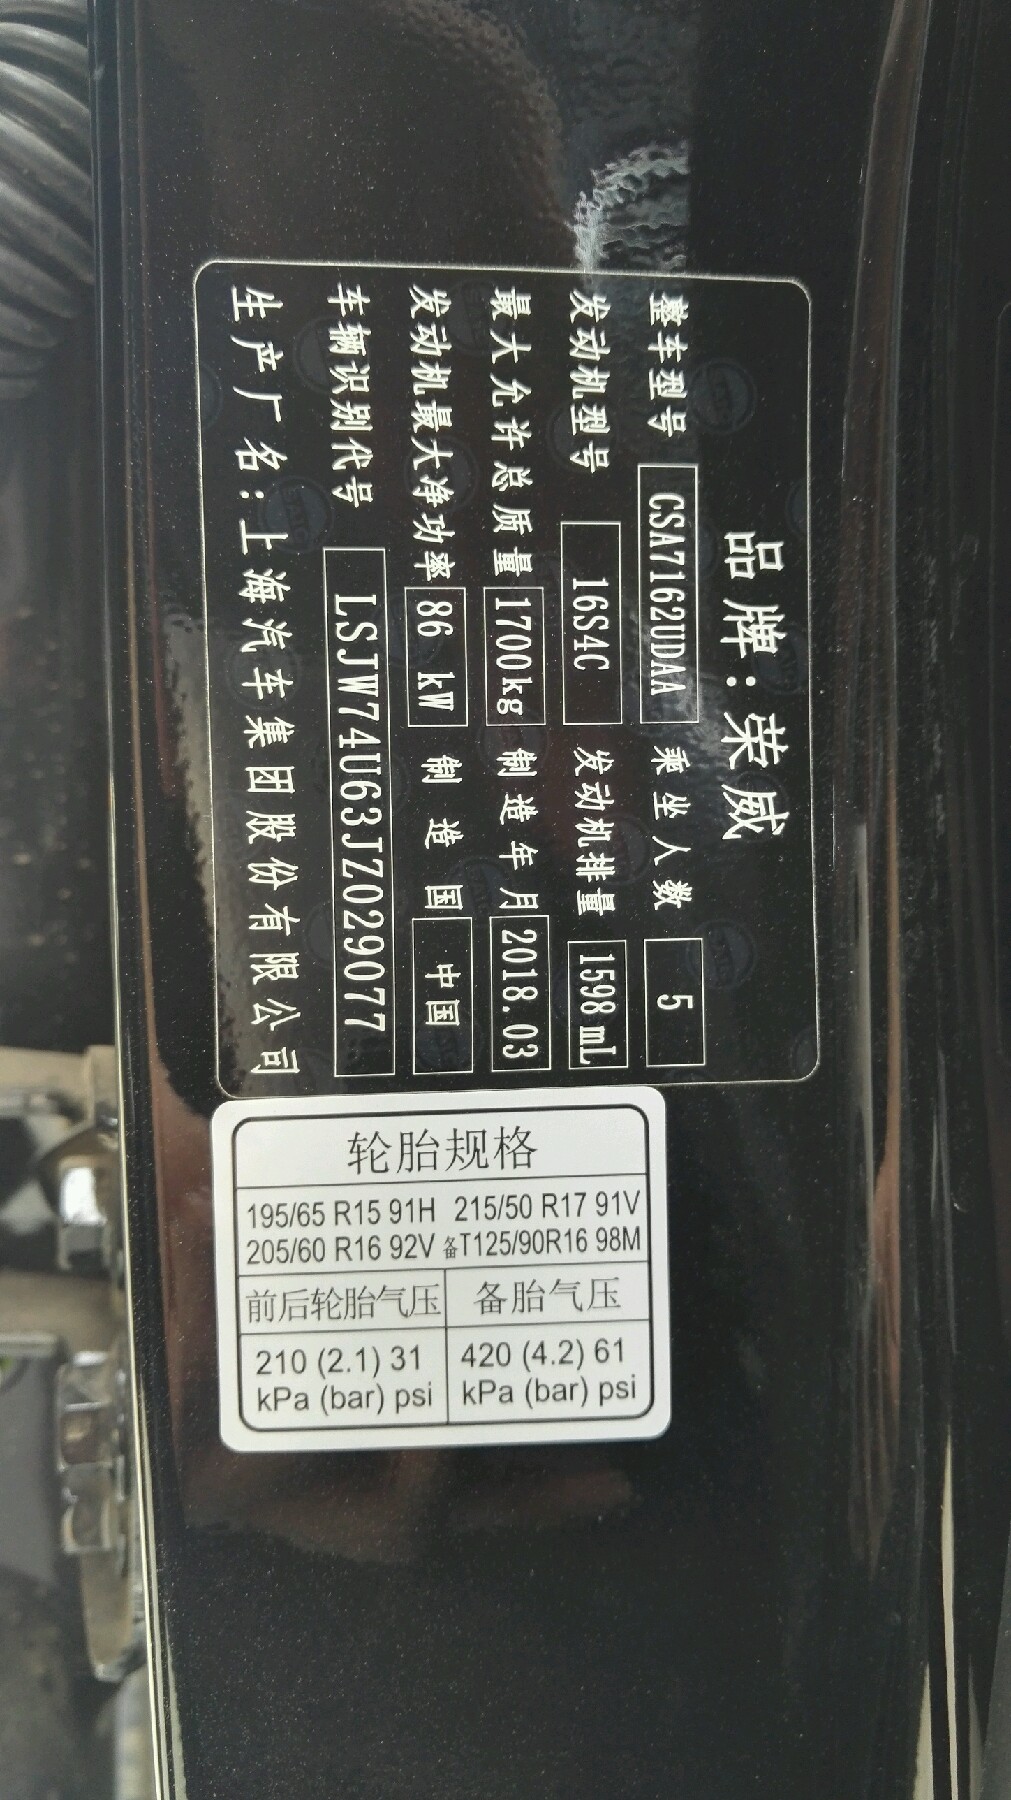 品牌：荣威
整车型号 CSA7162UDAA 乘坐人数 5
发动机型号 16S4C 发动机排量 1598mL
最大允许总质量 1700kg 制造年月 2018.03
发动机最大净功率 86 kW 制造国 中国
车辆识别代号 LSJW74U63JZ029077
生产厂名：上海汽车集团股份有限公司
轮胎规格
195/65 R15 91H 215/50 R17 91V
205/60 R16 92V 备T125/90R16 98M
前后轮胎气压 备胎气压
210 (2.1) 31 420 (4.2) 61
kPa (bar) psi kPa (bar) psi